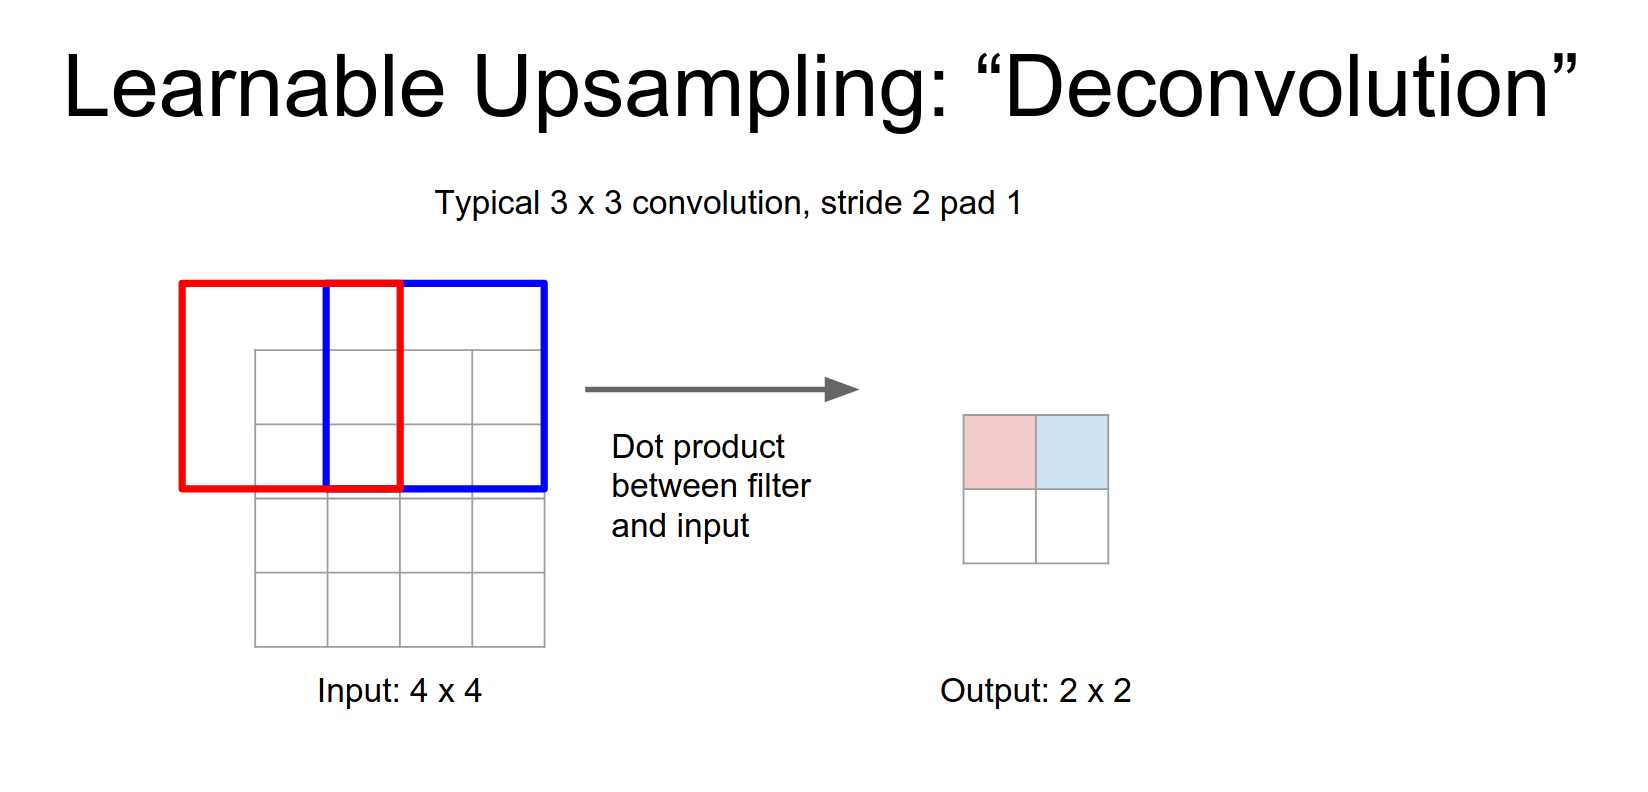 Learnable Upsampling: “Deconvolution”
Typical 3 x 3 convolution, stride 2 pad 1
Dot product
between filter
and input
Input: 4 x 4
Output: 2 x 2